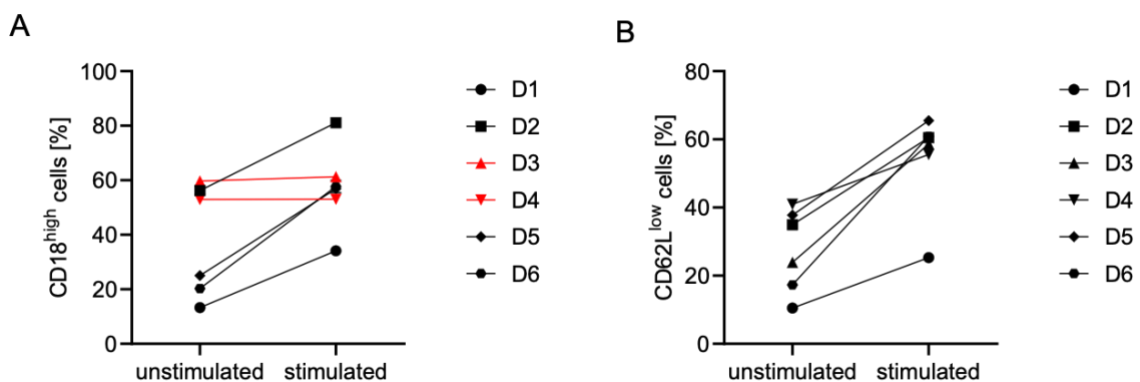 A
CD18high cells [%]
100
80
60
40
20
0
unstimulated stimulated
D1
D2
D3
D4
D5
D6
B
CD62Llow cells [%]
80
60
40
20
0
unstimulated stimulated
D1
D2
D3
D4
D5
D6